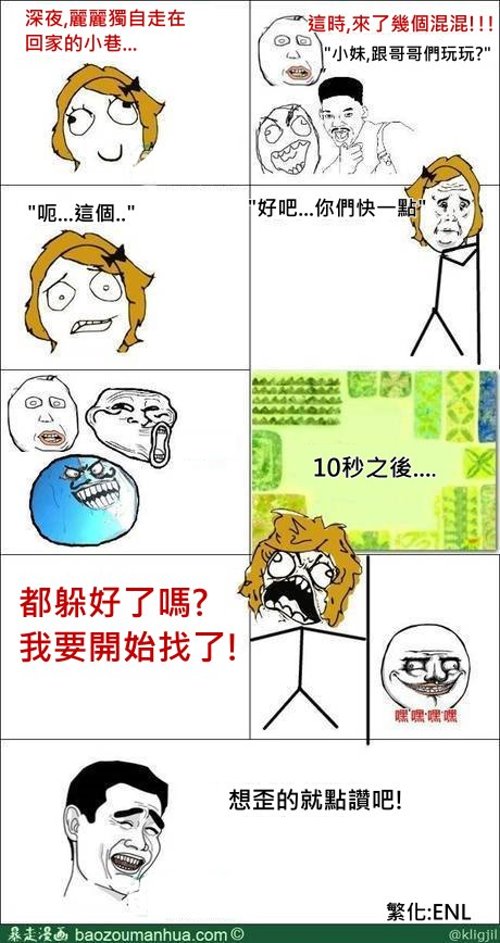 深夜,麗麗獨自走在
回家的小巷...
這時,來了幾個混混!!!
"小妹,跟哥哥們玩玩?"
"呃...這個.."
"好吧...你們快一點"
10秒之後....
都躲好了嗎?
我要開始找了!
嘿嘿嘿嘿
想歪的就點讚吧!
繁化:ENL
暴走漫画 baozoumanhua.com ©
@kligjil